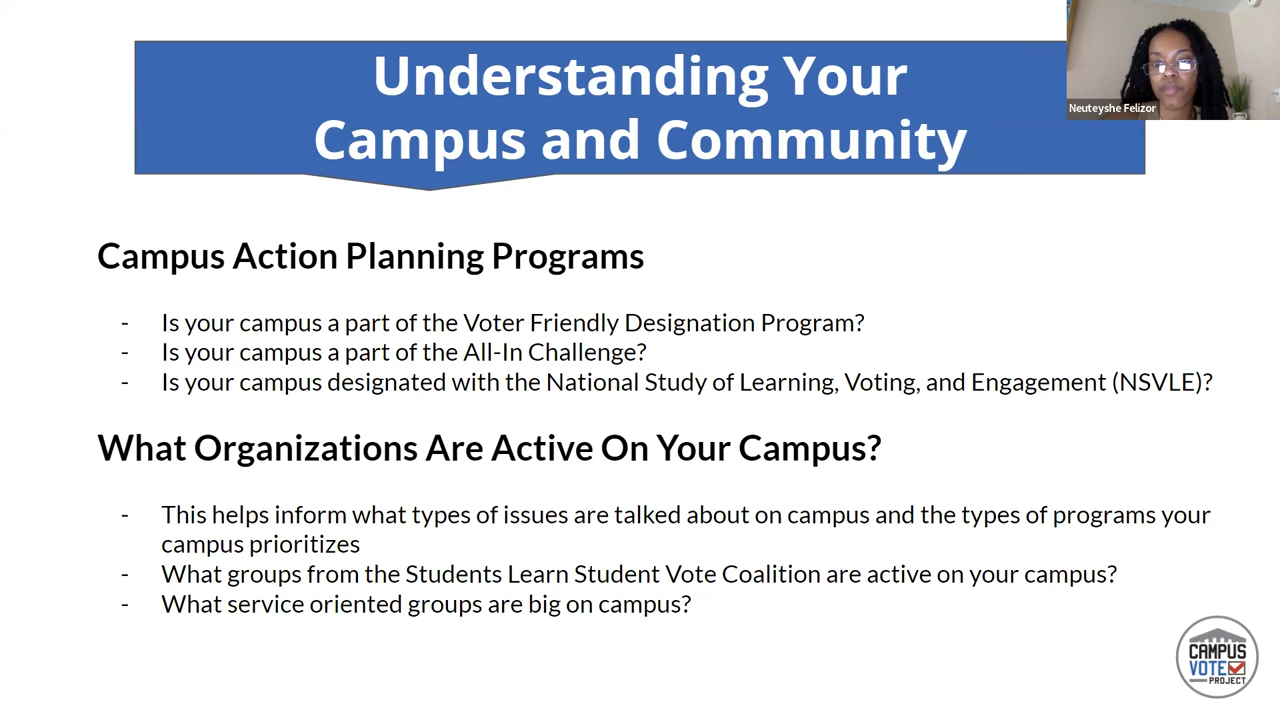 Understanding Your
Campus and Community
Neuteyshe Felizor
Campus Action Planning Programs
- Is your campus a part of the Voter Friendly Designation Program?
- Is your campus a part of the All-In Challenge?
- Is your campus designated with the National Study of Learning, Voting, and Engagement (NSVLE)?
What Organizations Are Active On Your Campus?
- This helps inform what types of issues are talked about on campus and the types of programs your
campus prioritizes
- What groups from the Students Learn Student Vote Coalition are active on your campus?
- What service oriented groups are big on campus?
CAMPUS
VOTE
PROJECT